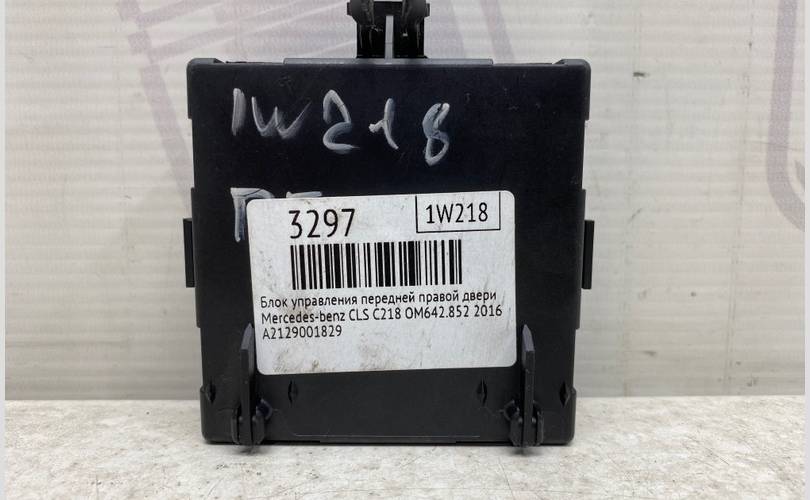 1W218
3297
1W218
Блок управления передней правой двери
Mercedes-benz CLS C218 OM642.852 2016
A2129001829